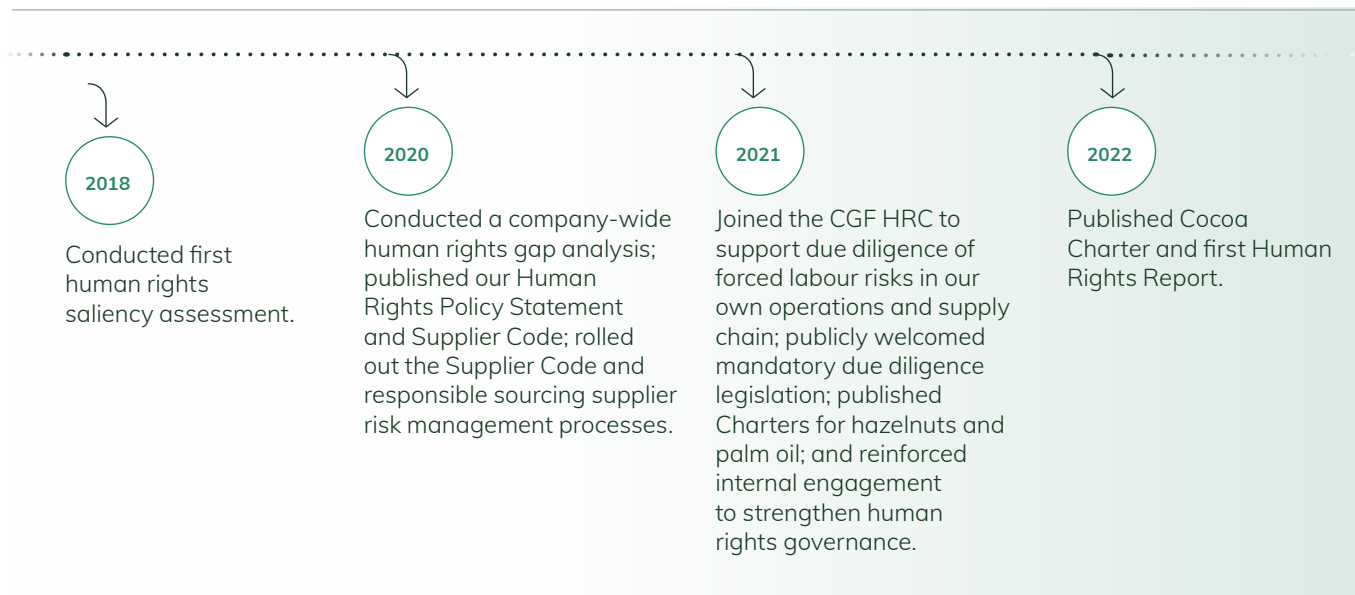 2018
Conducted first
human rights
saliency assessment.
2020
Conducted a company-wide
human rights gap analysis;
published our Human
Rights Policy Statement
and Supplier Code; rolled
out the Supplier Code and
responsible sourcing supplier
risk management processes.
2021
Joined the CGF HRC to
support due diligence of
forced labour risks in our
own operations and supply
chain; publicly welcomed
mandatory due diligence
legislation; published
Charters for hazelnuts and
palm oil; and reinforced
internal engagement
to strengthen human
rights governance.
2022
Published Cocoa
Charter and first Human
Rights Report.